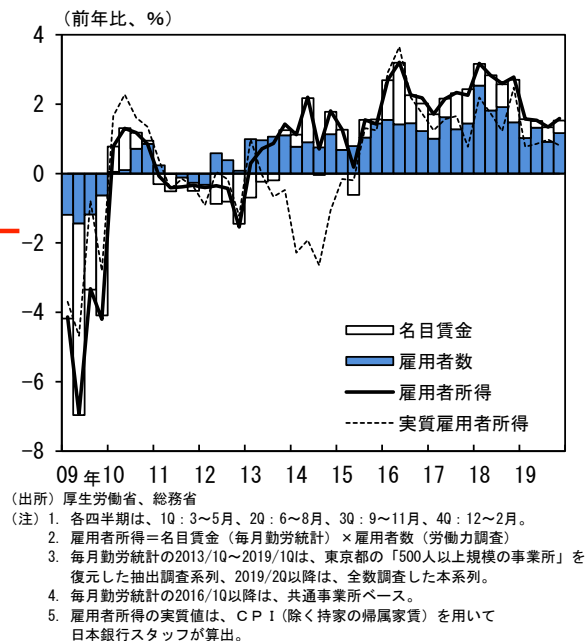 (前年比、%)
4
2
0
-2
-4
-6
-8
名目賃金
雇用者数
雇用者所得
実質雇用者所得
09年10 11 12 13 14 15 16 17 18 19
(出所)厚生労働省、総務省
(注)1. 各四半期は、1Q:3～5月、2Q:6～8月、3Q:9～11月、4Q:12～2月。
2. 雇用者所得=名目賃金(毎月勤労統計)×雇用者数(労働力調査)
3. 毎月勤労統計の2013/1Q～2019/1Qは、東京都の「500人以上規模の事業所」を
復元した抽出調査系列、2019/2Q以降は、全数調査した本系列。
4. 毎月勤労統計の2016/1Q以降は、共通事業所ベース。
5. 雇用者所得の実質値は、CPI(除く持家の帰属家賃)を用いて
日本銀行スタッフが算出。